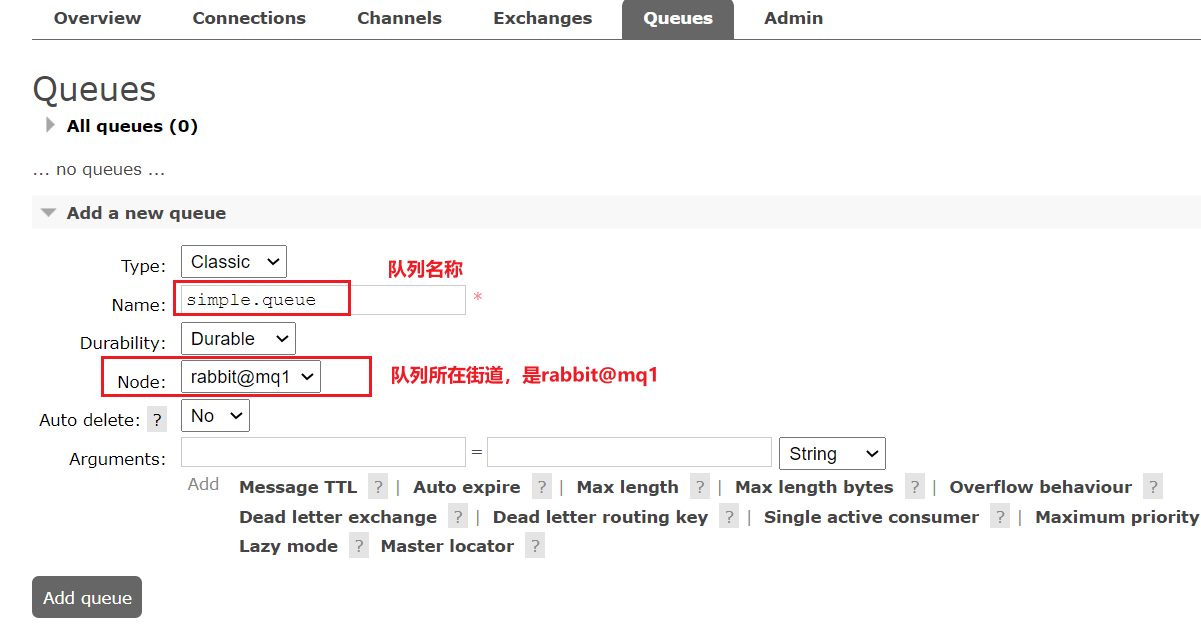 Overview Connections Channels Exchanges Queues Admin
Queues
All queues (0)
... no queues ...
Add a new queue
Type: Classic
队列名称
Name: simple.queue *
Durability: Durable
Node: rabbit@mq1 队列所在街道，是rabbit@mq1
Auto delete: ? No
Arguments: = String
Add Message TTL ? | Auto expire ? | Max length ? | Max length bytes ? | Overflow behaviour ?
Dead letter exchange ? | Dead letter routing key ? | Single active consumer ? | Maximum priority
Lazy mode ? Master locator ?
Add queue